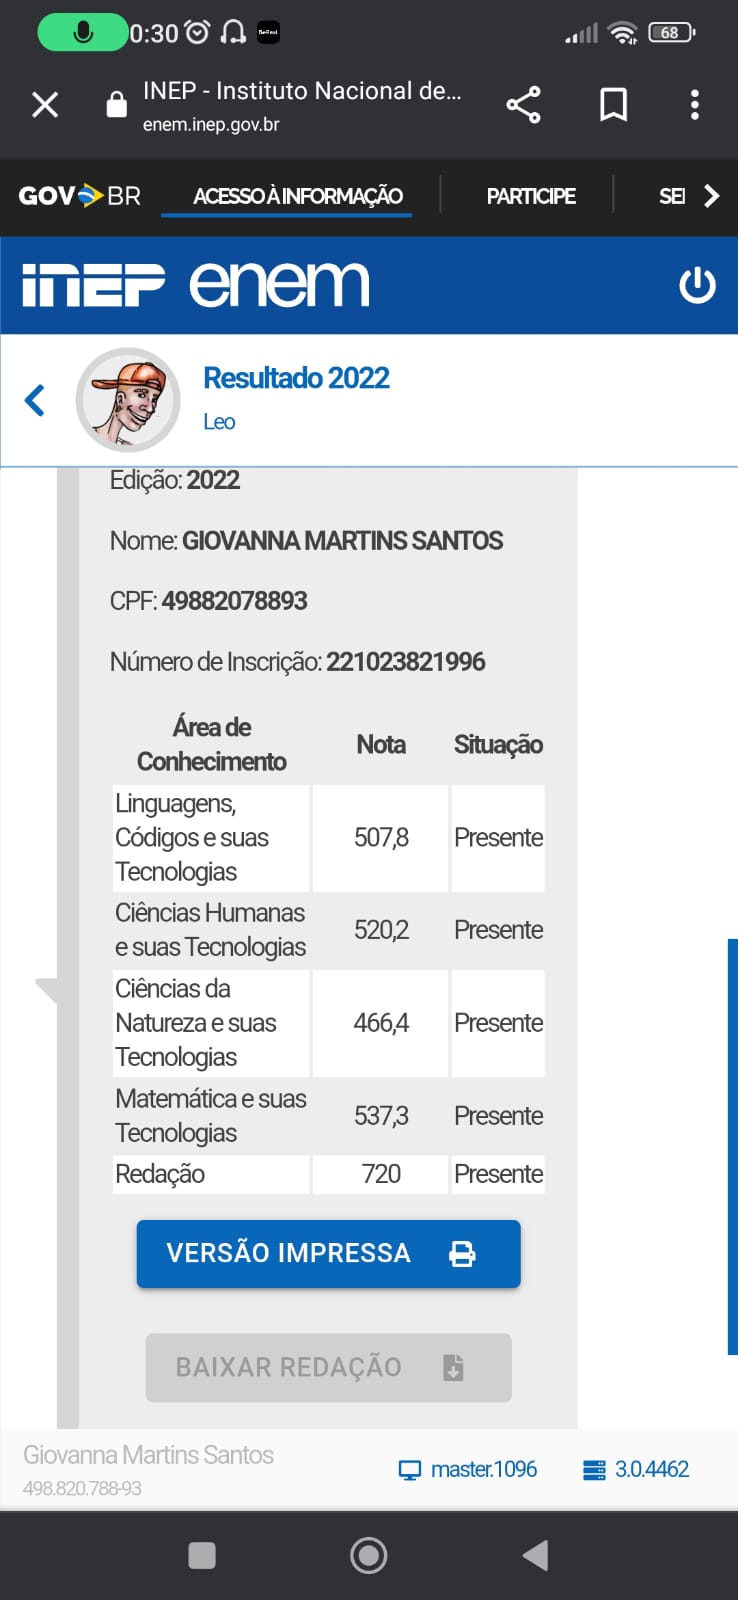 0:30 BeReal. 68
INEP - Instituto Nacional de...
enem.inep.gov.br
GOV BR ACESSO À INFORMAÇÃO PARTICIPE
INEP enem
Resultado 2022
Leo
Edição: 2022
Nome: GIOVANNA MARTINS SANTOS
CPF: 49882078893
Número de Inscrição: 221023821996
Área de
Conhecimento
Nota
Situação
Linguagens,
Códigos e suas
Tecnologias
507,8
Presente
Ciências Humanas
e suas Tecnologias
520,2
Presente
Ciências da
Natureza e suas
Tecnologias
466,4
Presente
Matemática e suas
Tecnologias
537,3
Presente
Redação
720
Presente
VERSÃO IMPRESSA
BAIXAR REDAÇÃO
Giovanna Martins Santos
498.820.788-93
master.1096
3.0.4462